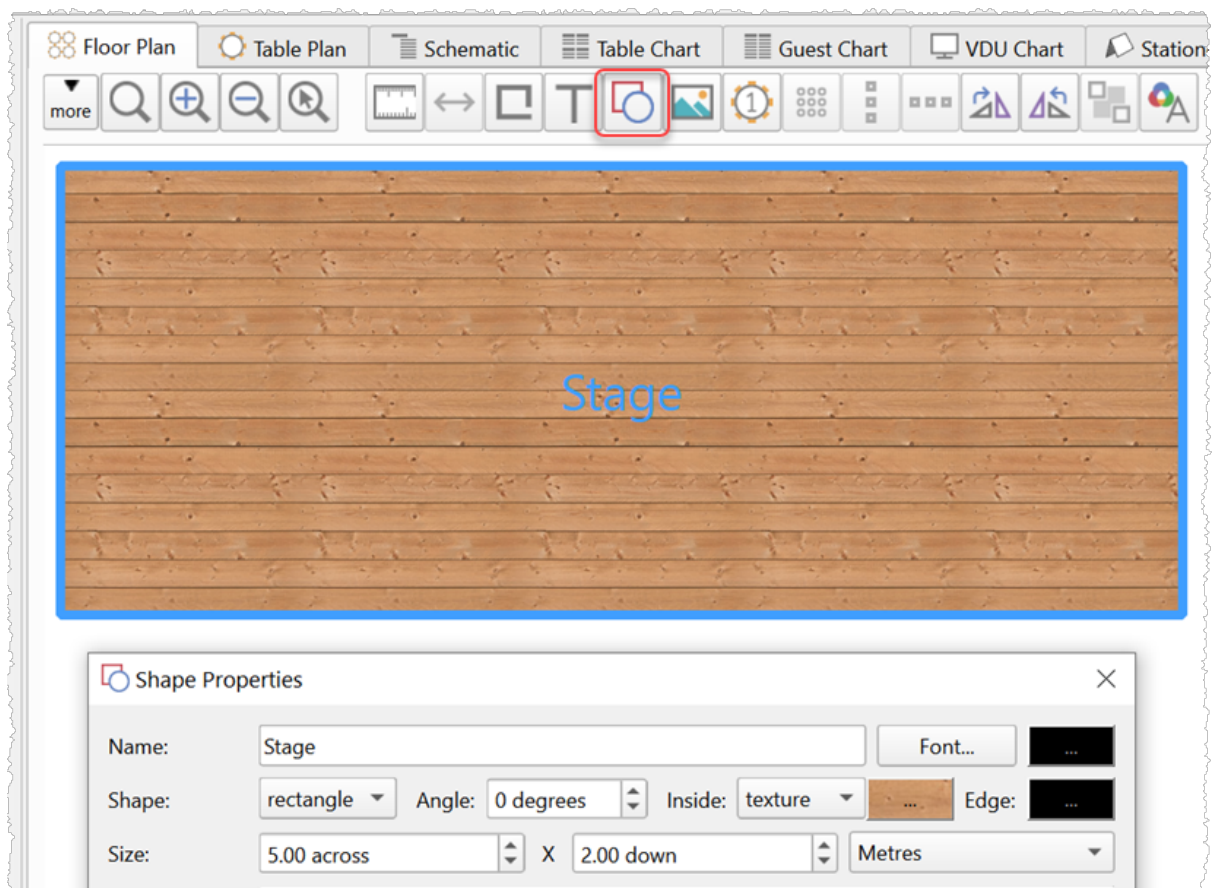 Floor Plan Table Plan Schematic Table Chart Guest Chart VDU Chart Station
more T 1 A
Stage
Shape Properties
Name: Stage Font... ...
Shape: rectangle Angle: 0 degrees Inside: texture ... Edge: ...
Size: 5.00 across X 2.00 down Metres